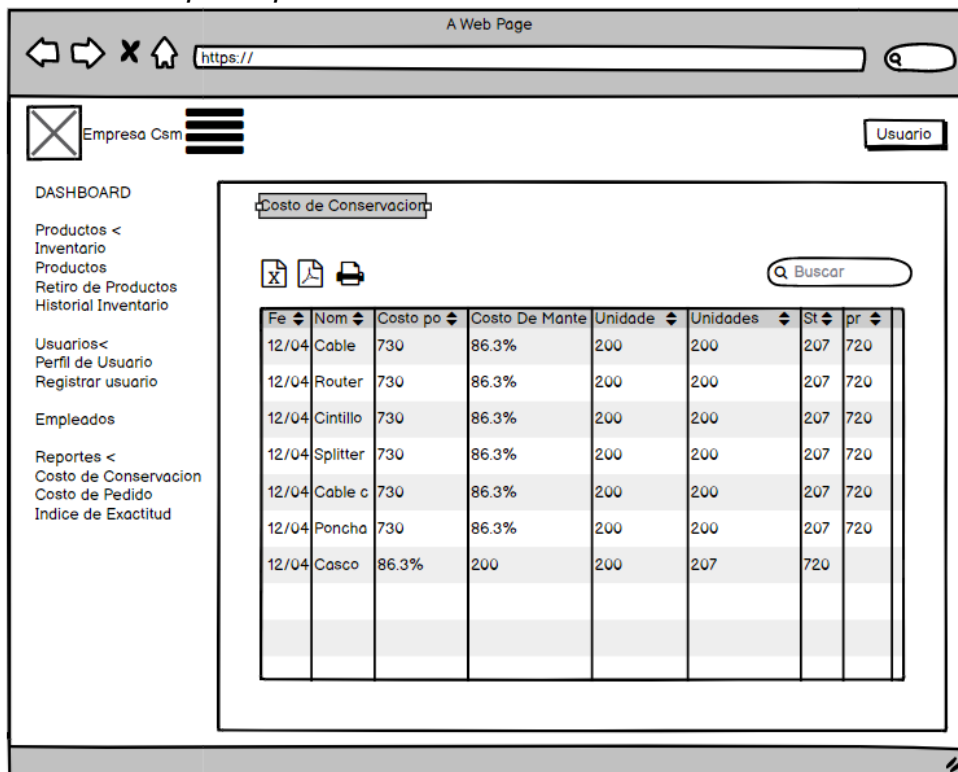 A Web Page
https://
Empresa Csm
Usuario
DASHBOARD
Productos <
Inventario
Productos
Retiro de Productos
Historial Inventario
Usuarios<
Perfil de Usuario
Registrar usuario
Empleados
Reportes <
Costo de Conservacion
Costo de Pedido
Indice de Exactitud
Costo de Conservacion
Buscar
Fe Nom Costo po Costo De Mante Unidade Unidades St pr
12/04 Cable 730 86.3% 200 200 207 720
12/04 Router 730 86.3% 200 200 207 720
12/04 Cintillo 730 86.3% 200 200 207 720
12/04 Splitter 730 86.3% 200 200 207 720
12/04 Cable c 730 86.3% 200 200 207 720
12/04 Poncha 730 86.3% 200 200 207 720
12/04 Casco 86.3% 200 200 207 720